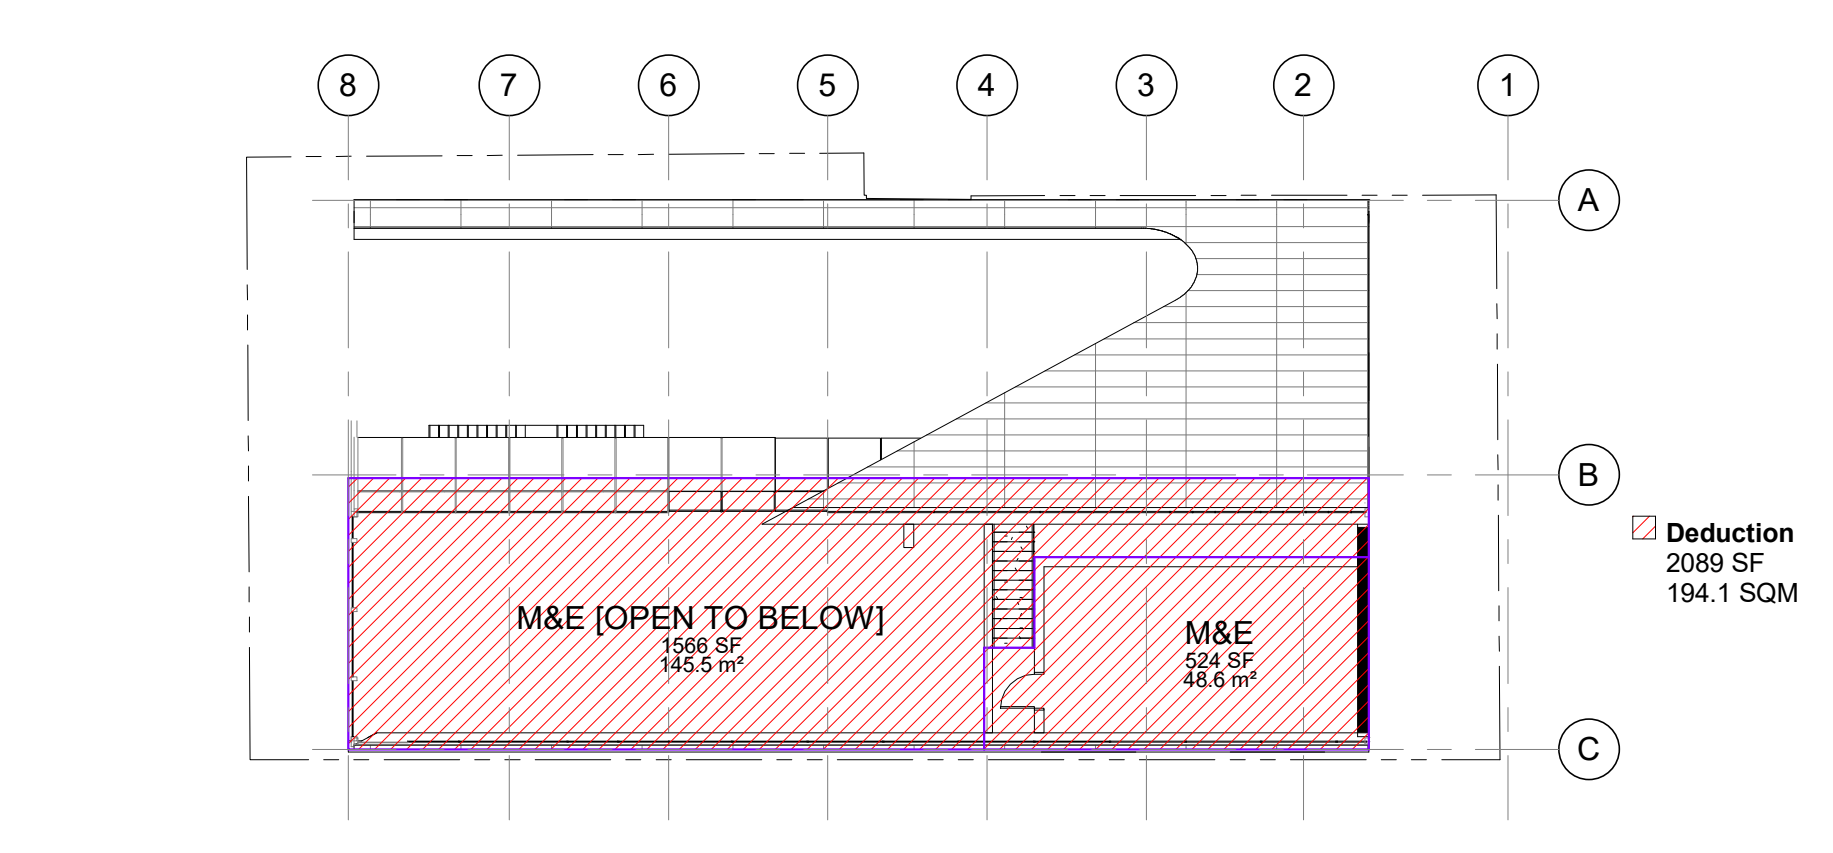 8 7 6 5 4 3 2 1
A
B
Deduction
2089 SF
194.1 SQM
M&E [OPEN TO BELOW]
1566 SF
145.5 m²
M&E
524 SF
48.6 m²
C